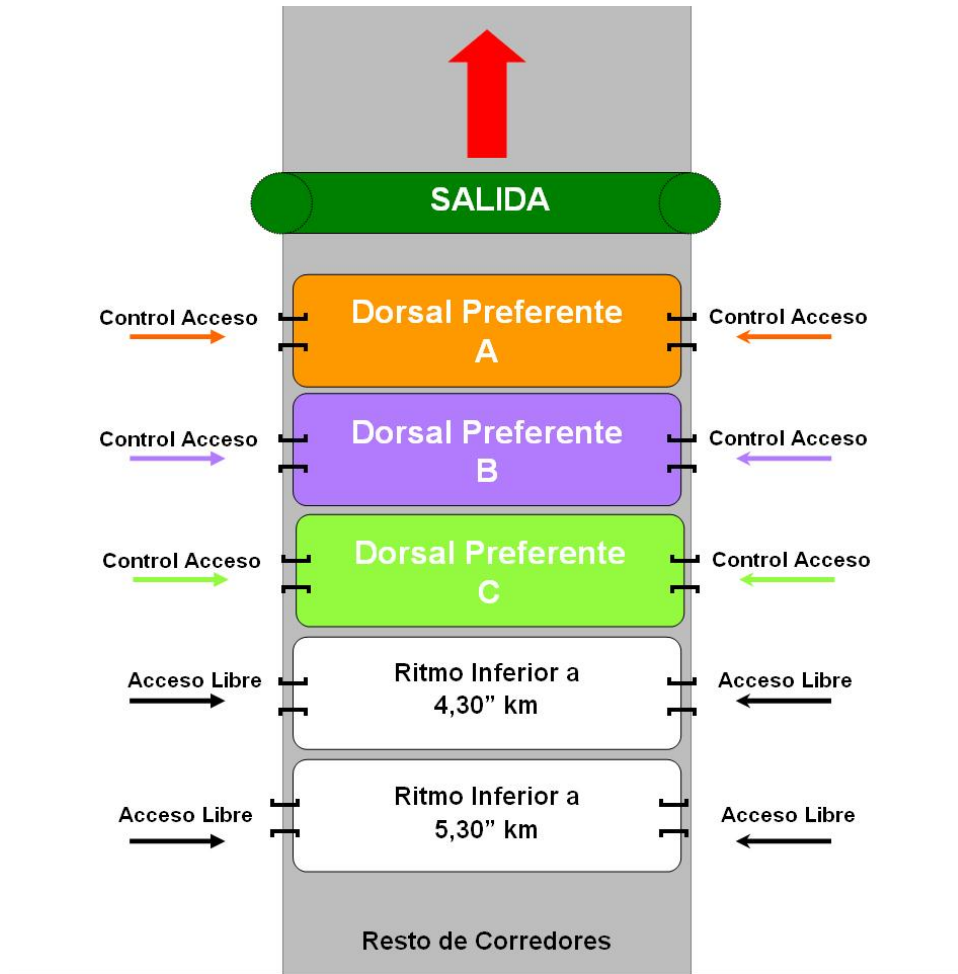 SALIDA
Dorsal Preferente
A
Control Acceso
Control Acceso
Dorsal Preferente
B
Control Acceso
Control Acceso
Dorsal Preferente
C
Control Acceso
Control Acceso
Ritmo Inferior a
4,30” km
Acceso Libre
Acceso Libre
Ritmo Inferior a
5,30” km
Acceso Libre
Acceso Libre
Resto de Corredores